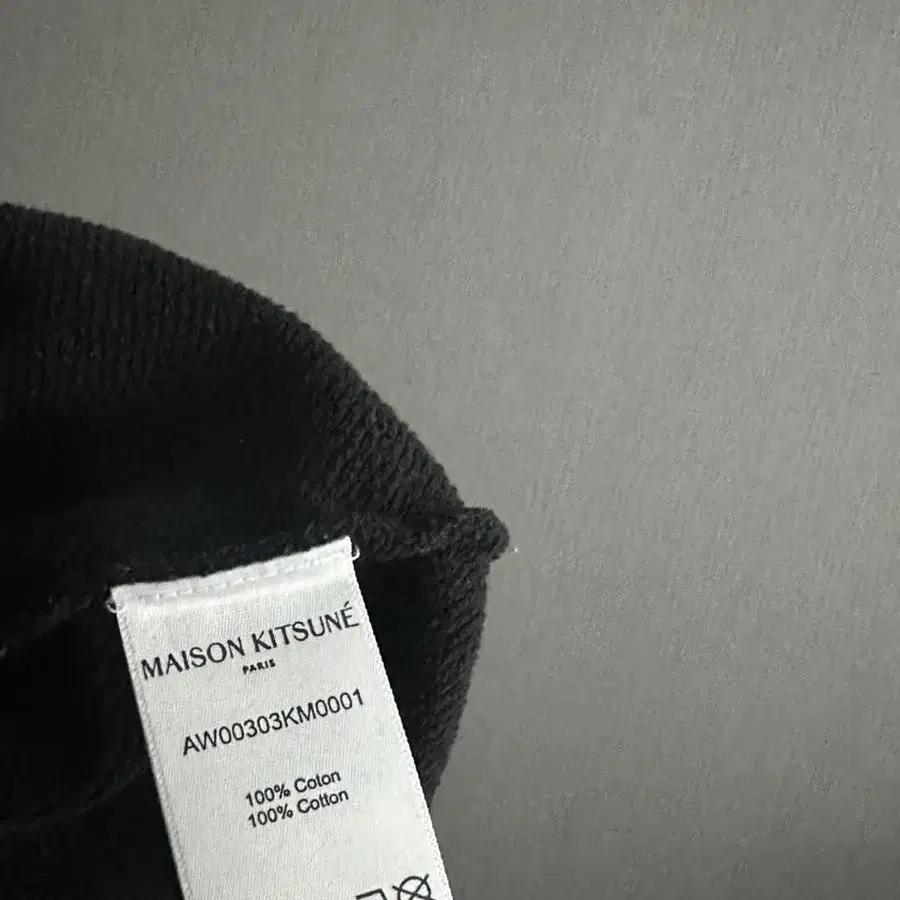 MAISON KITSUNÉ
PARIS
AW00303KM0001
100% Coton
100% Cotton